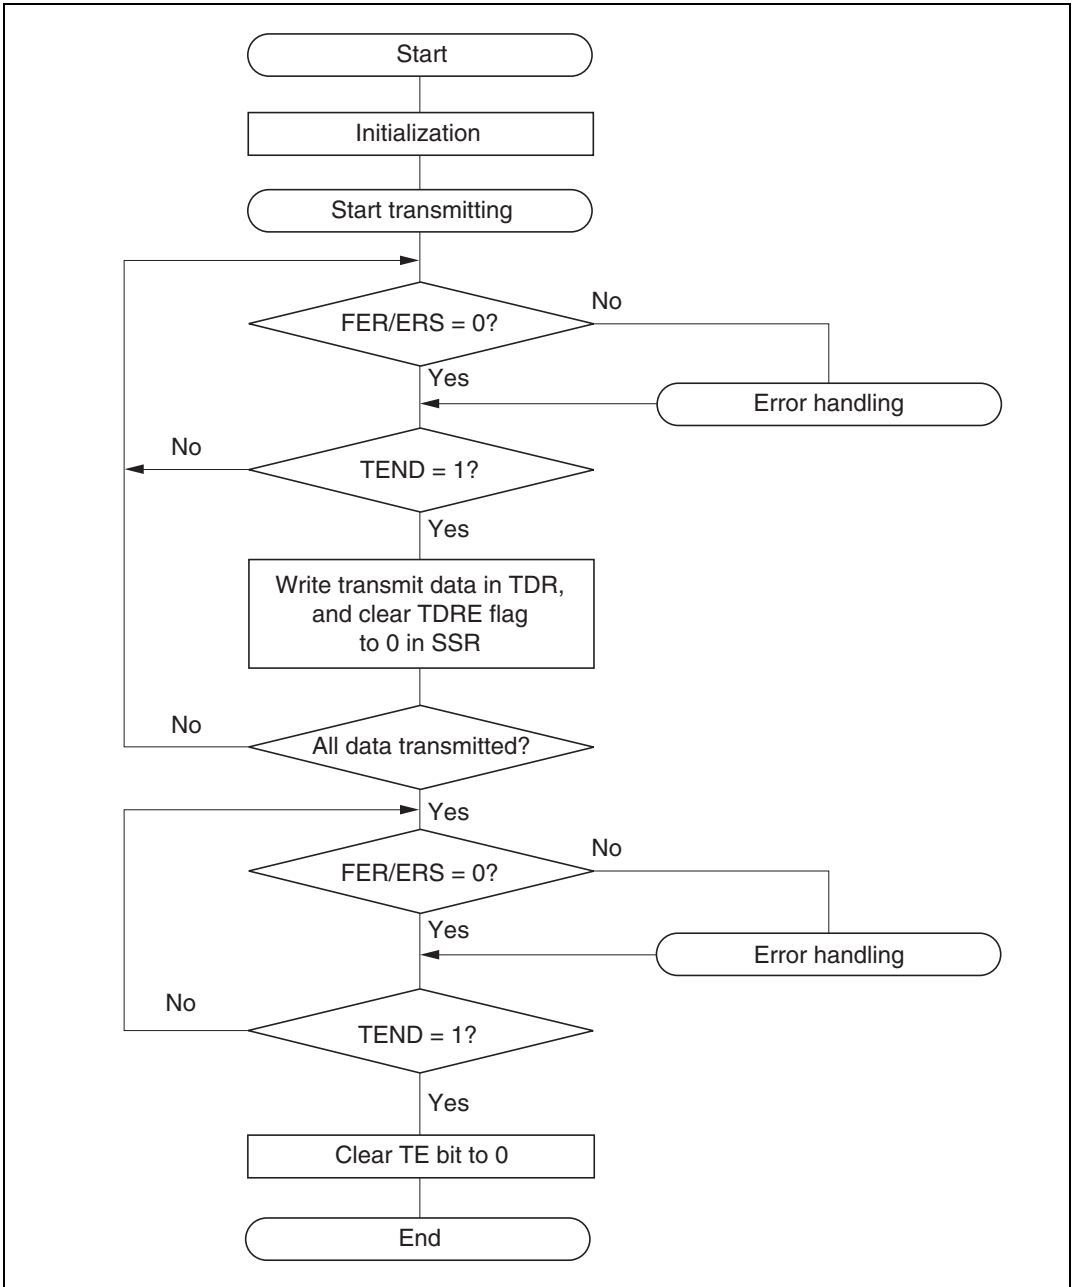 Start
Initialization
Start transmitting
FER/ERS = 0?
No
Yes
Error handling
No
TEND = 1?
Yes
Write transmit data in TDR,
and clear TDRE flag
to 0 in SSR
No
All data transmitted?
Yes
FER/ERS = 0?
No
Yes
Error handling
No
TEND = 1?
Yes
Clear TE bit to 0
End